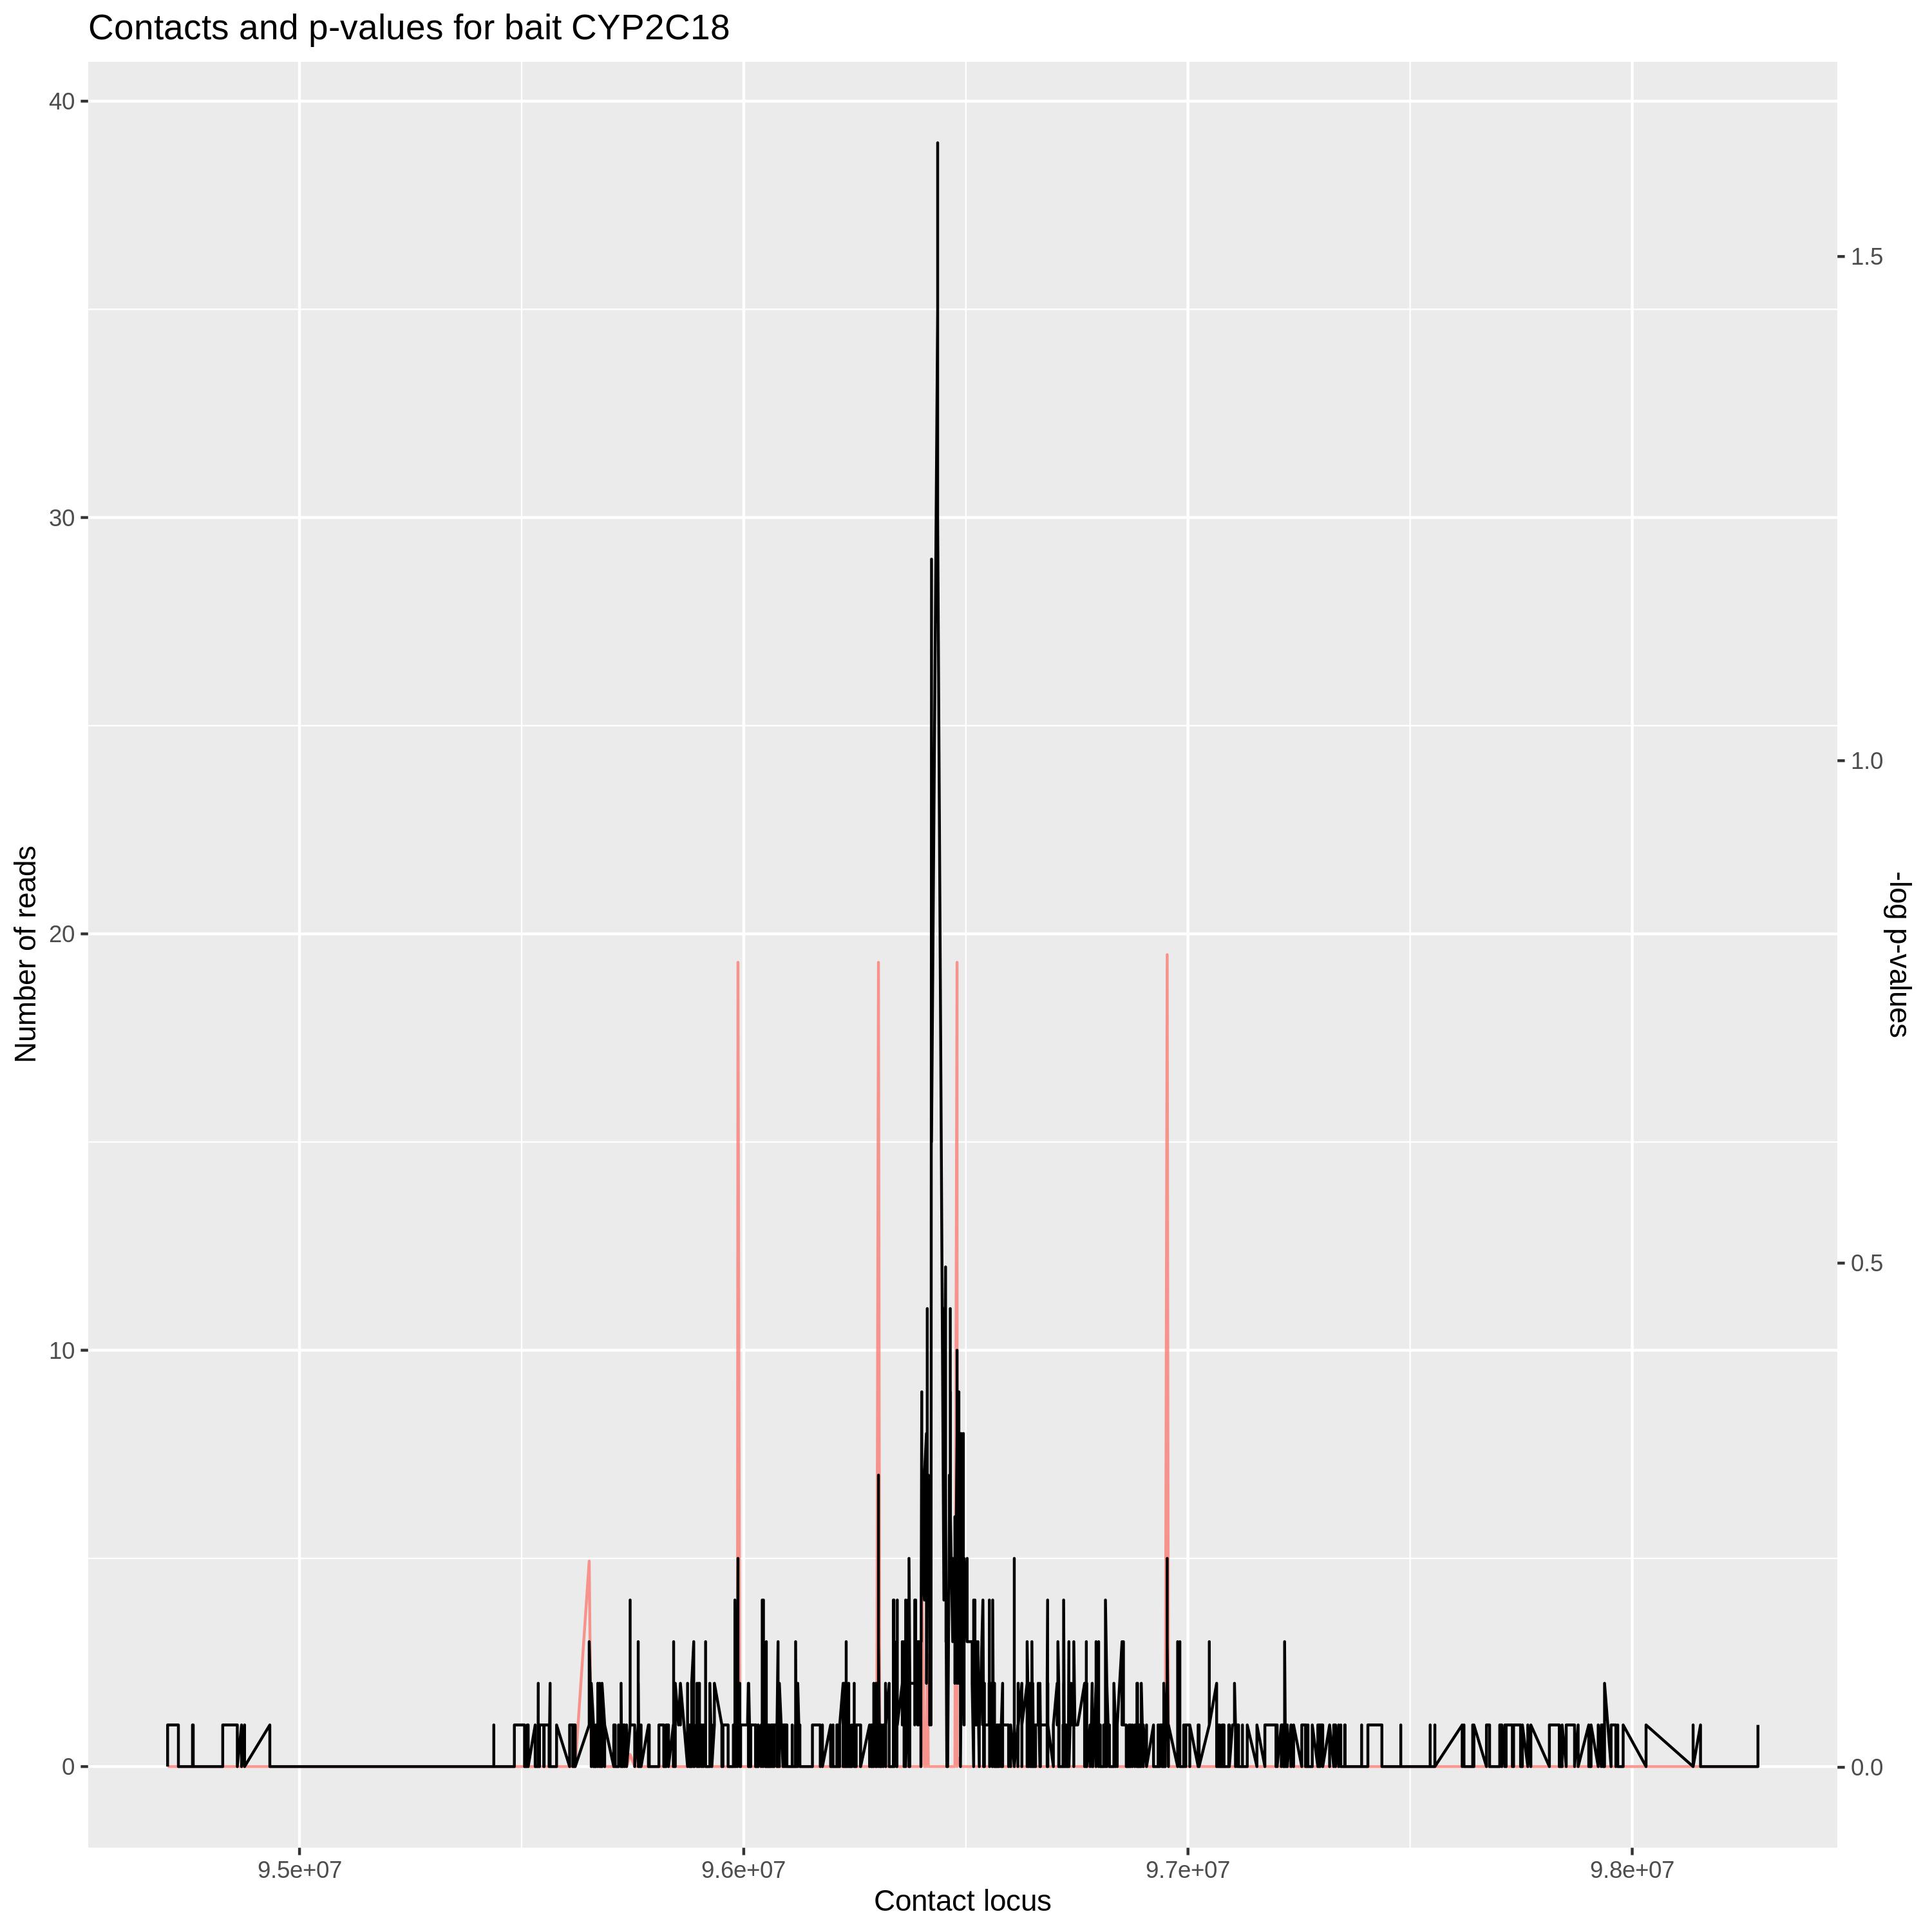 Contacts and p-values for bait CYP2C18
40
30
20
10
0
Number of reads
1.5
1.0
0.5
0.0
-log p-values
9.5e+07
9.6e+07
9.7e+07
9.8e+07
Contact locus